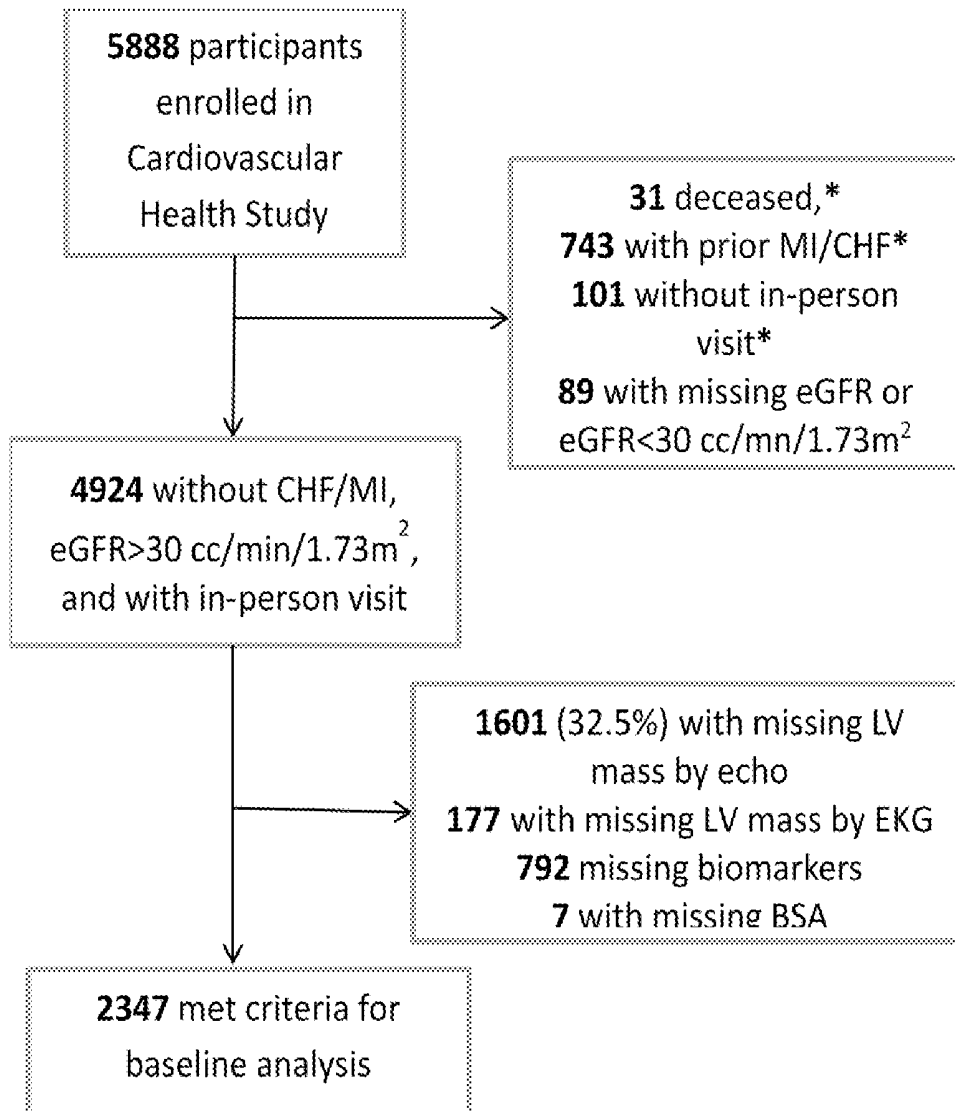 5888 participants
enrolled in
Cardiovascular
Health Study
31 deceased,*
743 with prior MI/CHF*
101 without in-person
visit*
89 with missing eGFR or
eGFR<30 cc/mn/1.73m²
4924 without CHF/MI,
eGFR>30 cc/min/1.73m²,
and with in-person visit
1601 (32.5%) with missing LV
mass by echo
177 with missing LV mass by EKG
792 missing biomarkers
7 with missing BSA
2347 met criteria for
baseline analysis